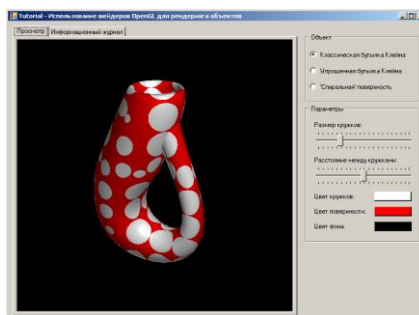 Tutorial - Использование шейдеров OpenGL для рендеринга объектов
Просмотр
Информационный журнал
Объект
Классическая бутылка Клейна
Упрощенная бутылка Клейна
"Спиральная" поверхность
Параметры
Размер кружков:
Расстояние между кружками:
Цвет кружков:
Цвет поверхности:
Цвет фона: